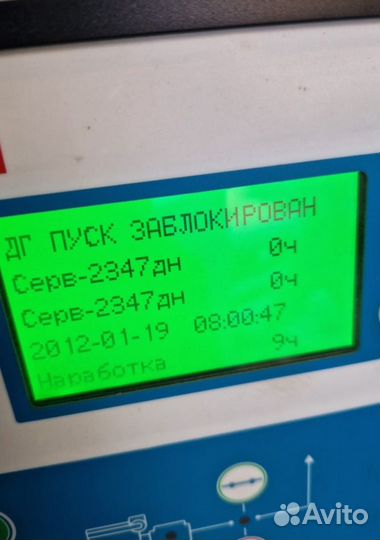 ДГ ПУСК ЗАБЛОКИРОВАН
Серв-2347дн 0ч
Серв-2347дн 0ч
2012-01-19 08:00:47
Наработка 9ч
Avito